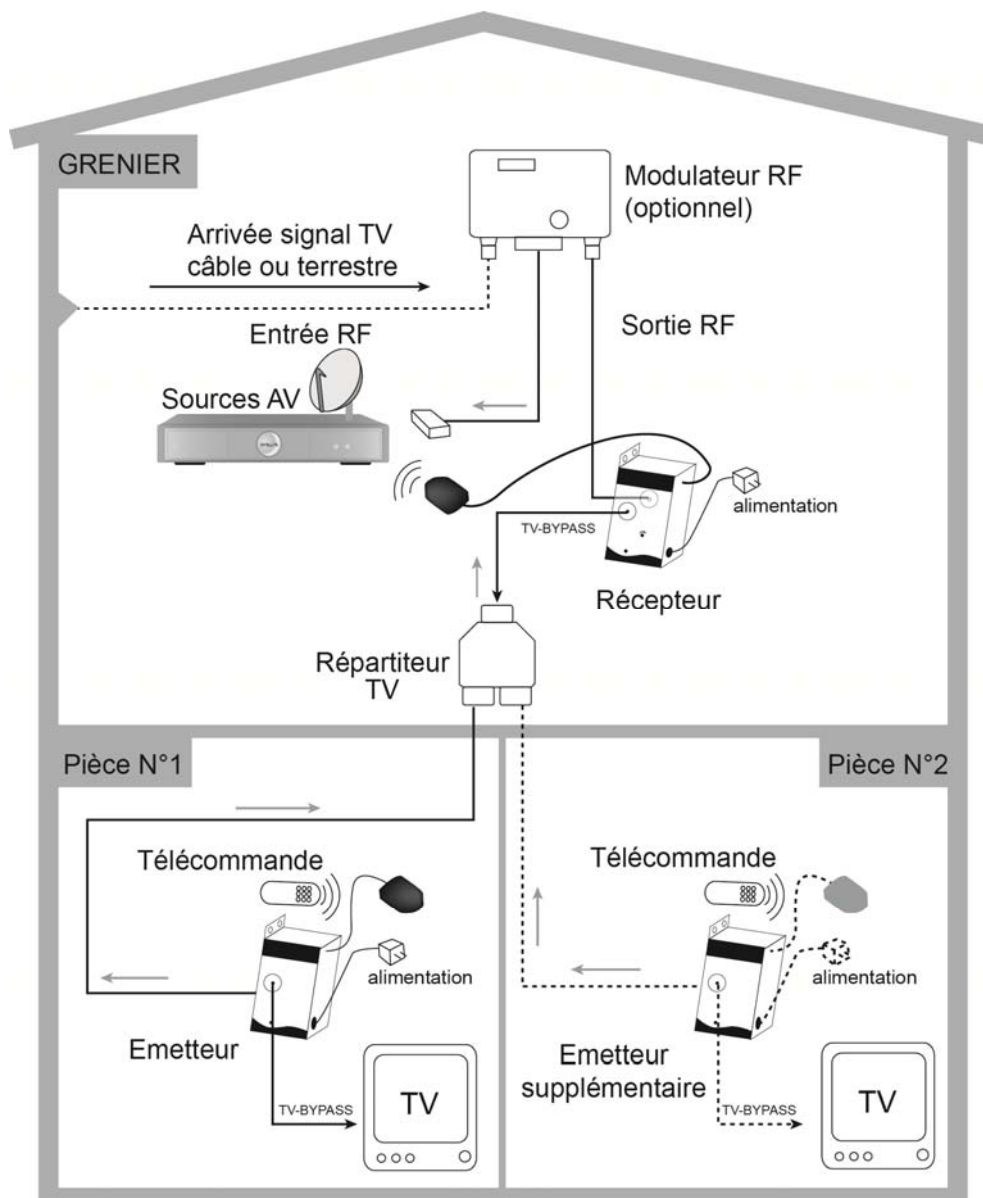 GRENIER
Modulateur RF
(optionnel)
Arrivée signal TV
câble ou terrestre
Sortie RF
Entrée RF
Sources AV
alimentation
TV-BYPASS
Récepteur
Répartiteur
TV
Pièce N°1
Pièce N°2
Télécommande
Télécommande
alimentation
alimentation
Emetteur
Emetteur
supplémentaire
TV-BYPASS
TV
TV-BYPASS
TV